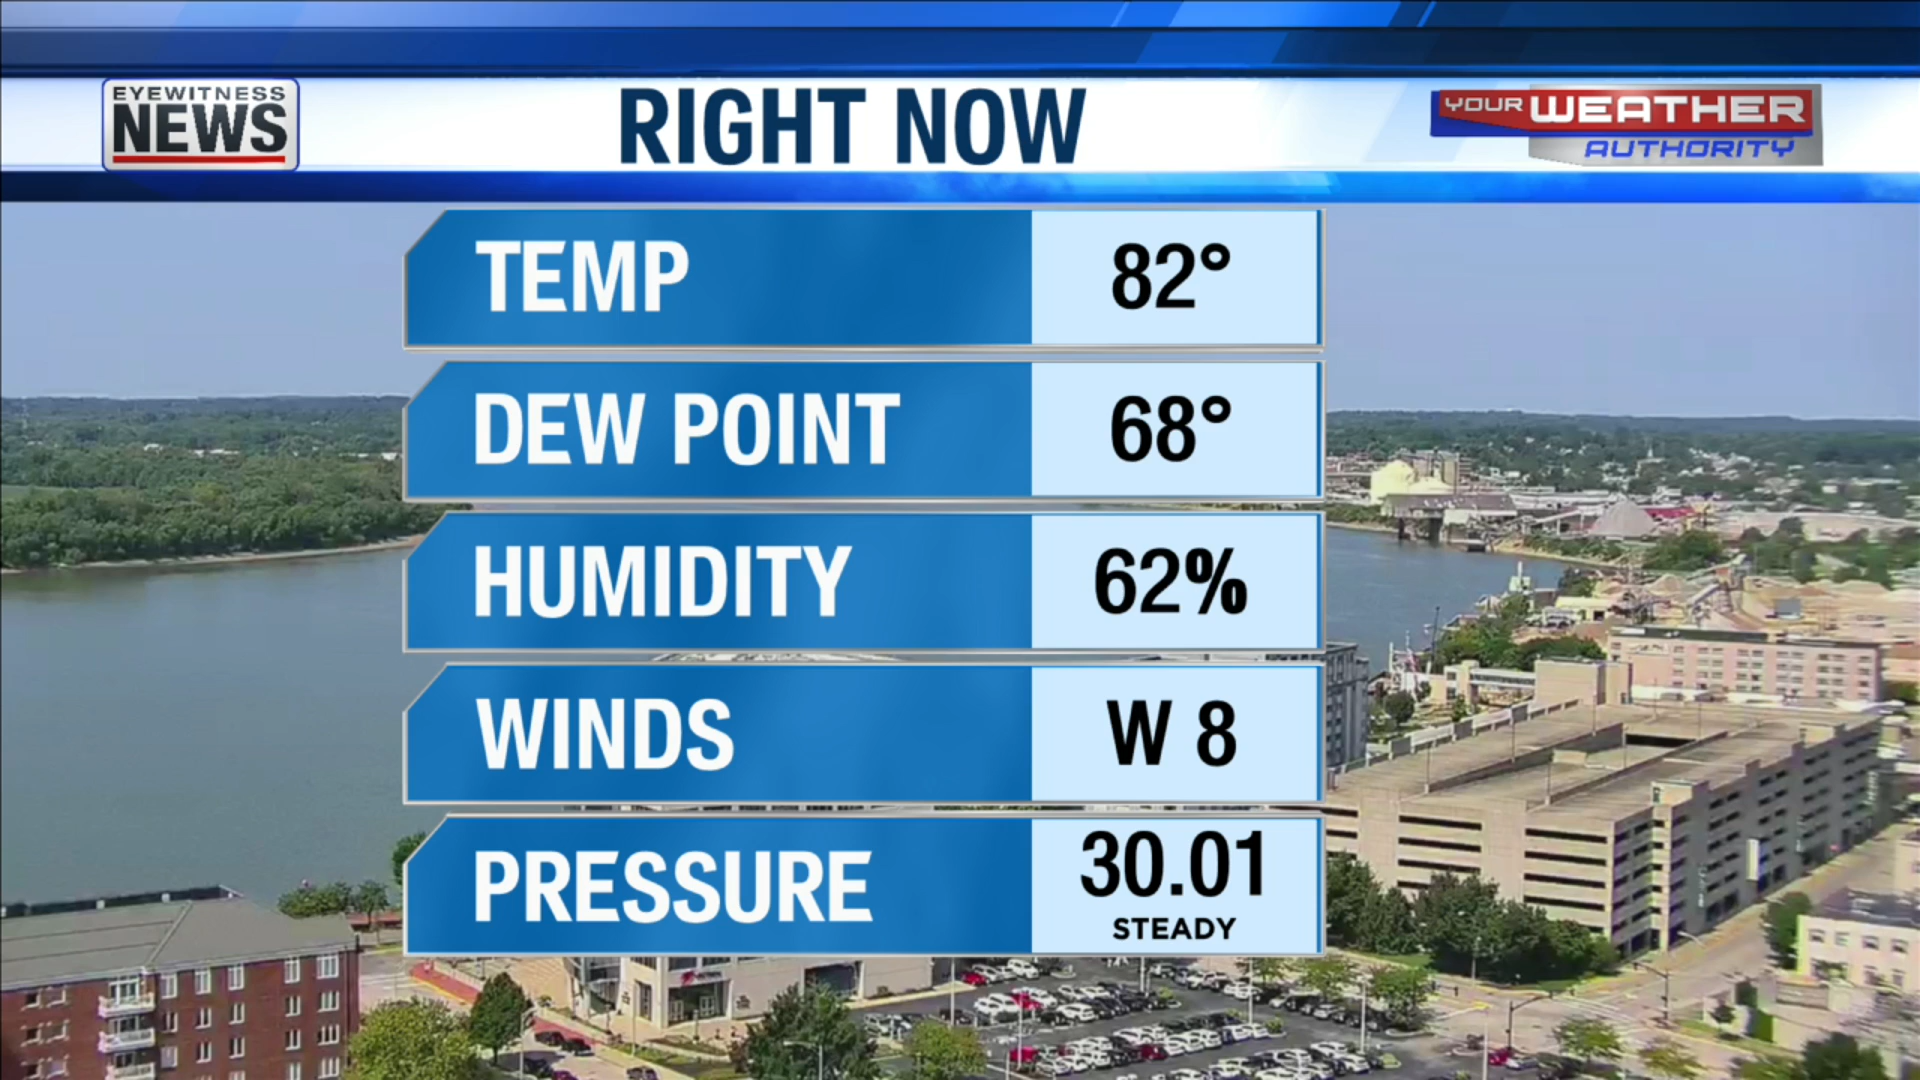 EYEWITNESS
NEWS
RIGHT NOW
YOUR WEATHER
AUTHORITY
TEMP 82°
DEW POINT 68°
HUMIDITY 62%
WINDS W 8
PRESSURE 30.01
STEADY